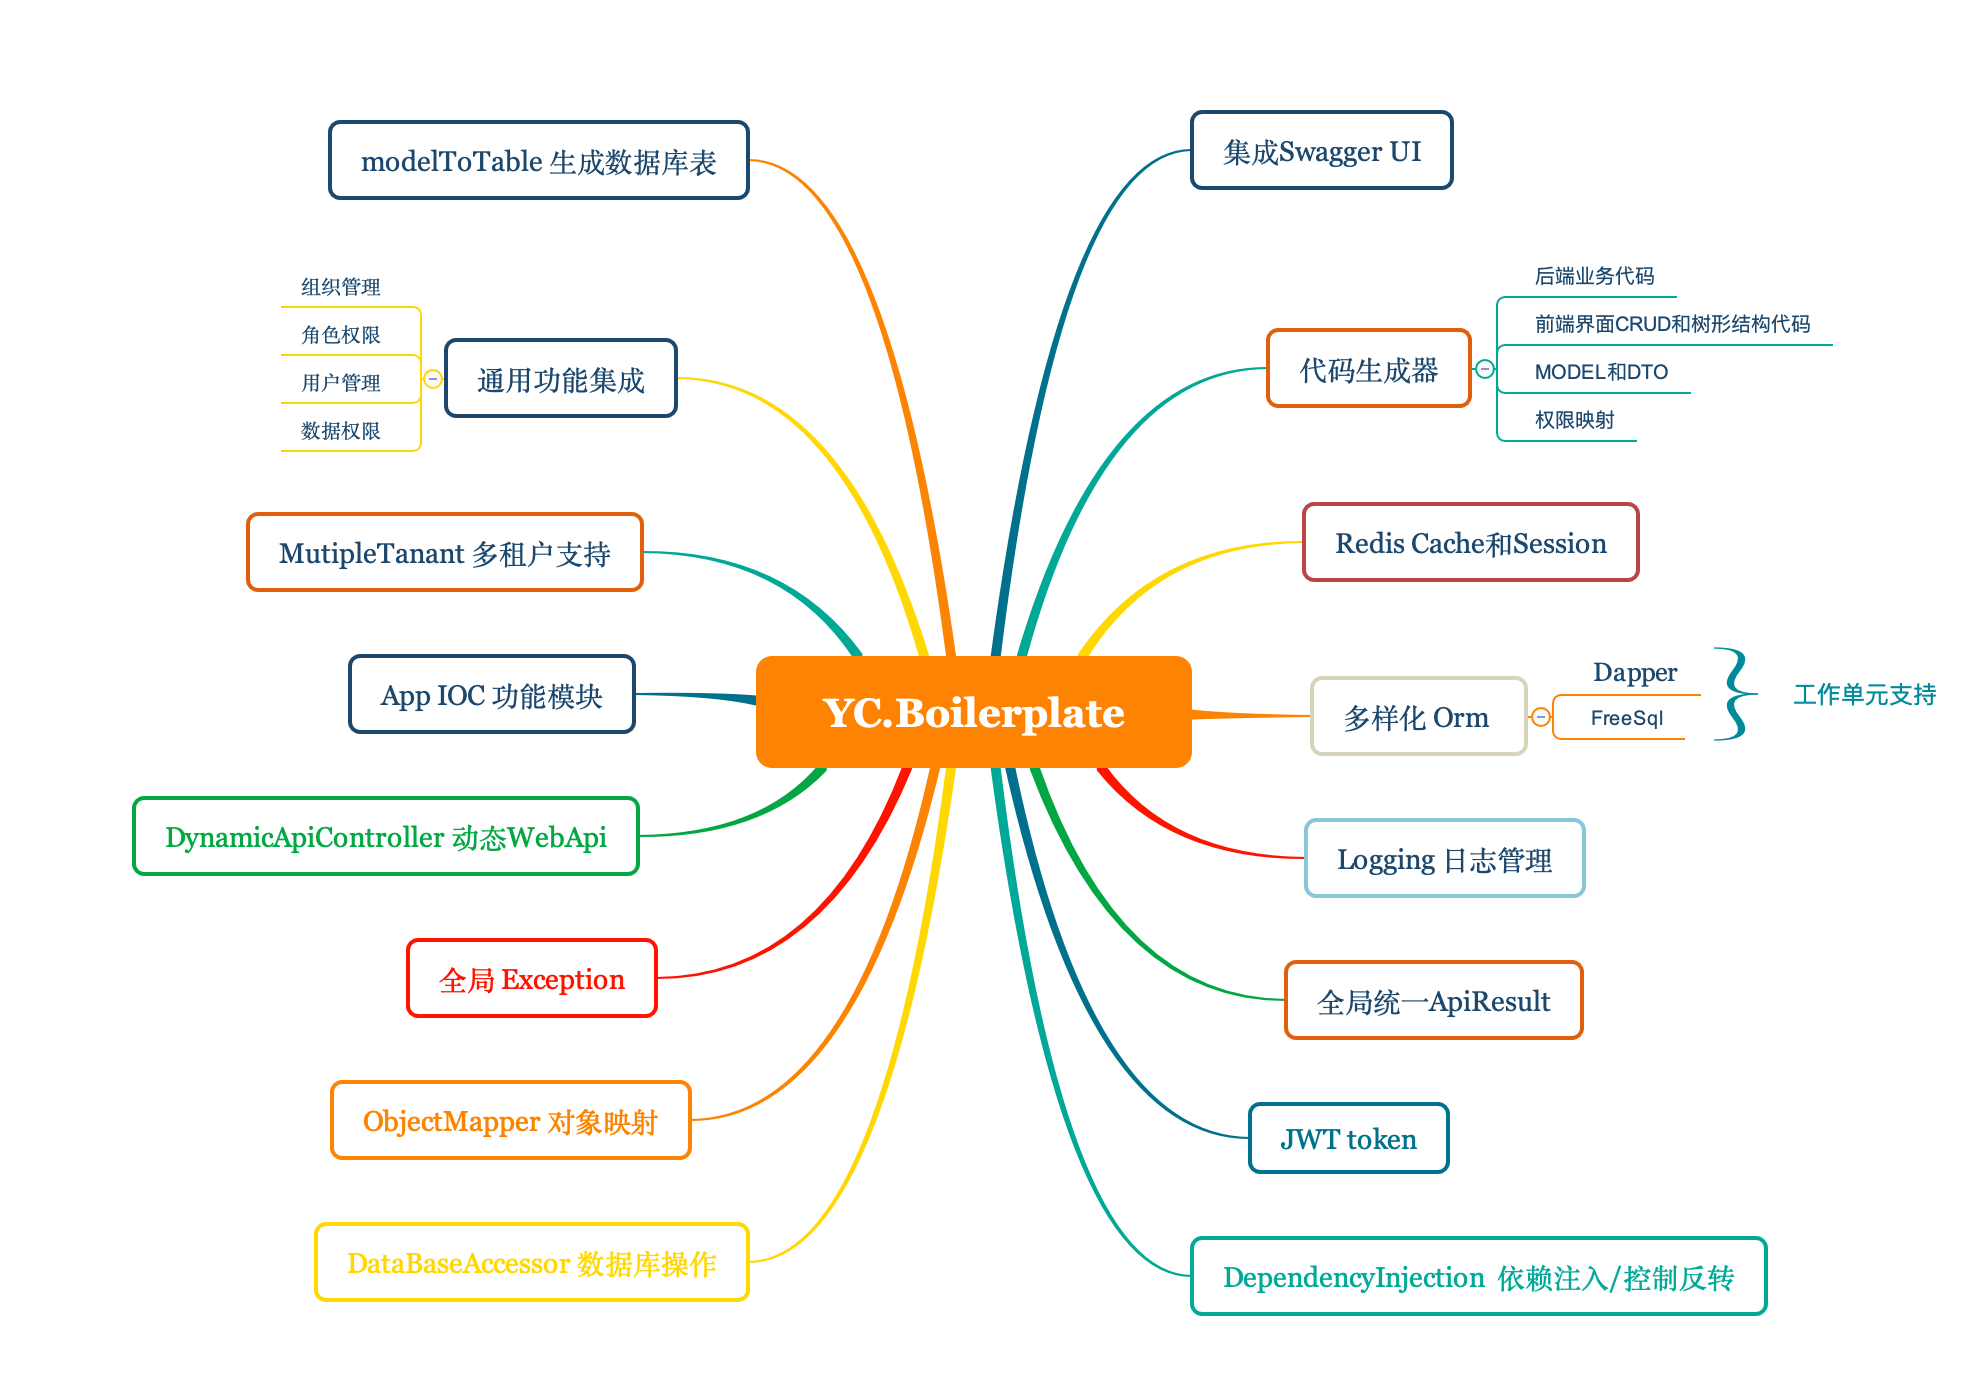 YC.Boilerplate
集成Swagger UI
代码生成器
后端业务代码
前端界面CRUD和树形结构代码
MODEL和DTO
权限映射
Redis Cache和Session
多样化 Orm
Dapper
FreeSql
工作单元支持
Logging 日志管理
全局统一ApiResult
JWT token
DependencyInjection 依赖注入/控制反转
modelToTable 生成数据库表
通用功能集成
组织管理
角色权限
用户管理
数据权限
MutipleTanant 多租户支持
App IOC 功能模块
DynamicApiController 动态WebApi
全局 Exception
ObjectMapper 对象映射
DataBaseAccessor 数据库操作